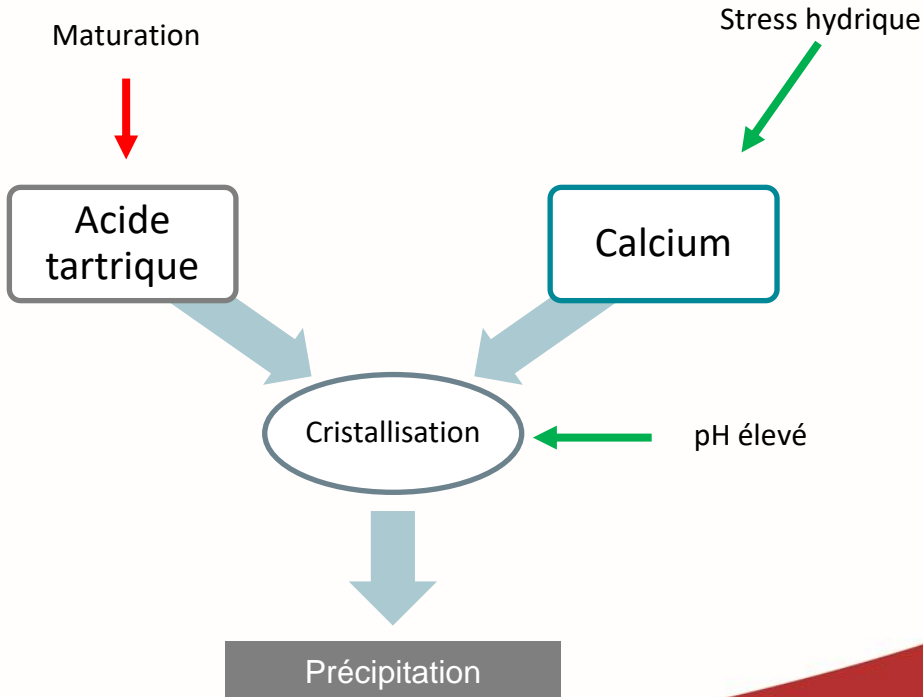 Stress hydrique
Maturation
Acide
tartrique
Calcium
Cristallisation
pH élevé
Précipitation